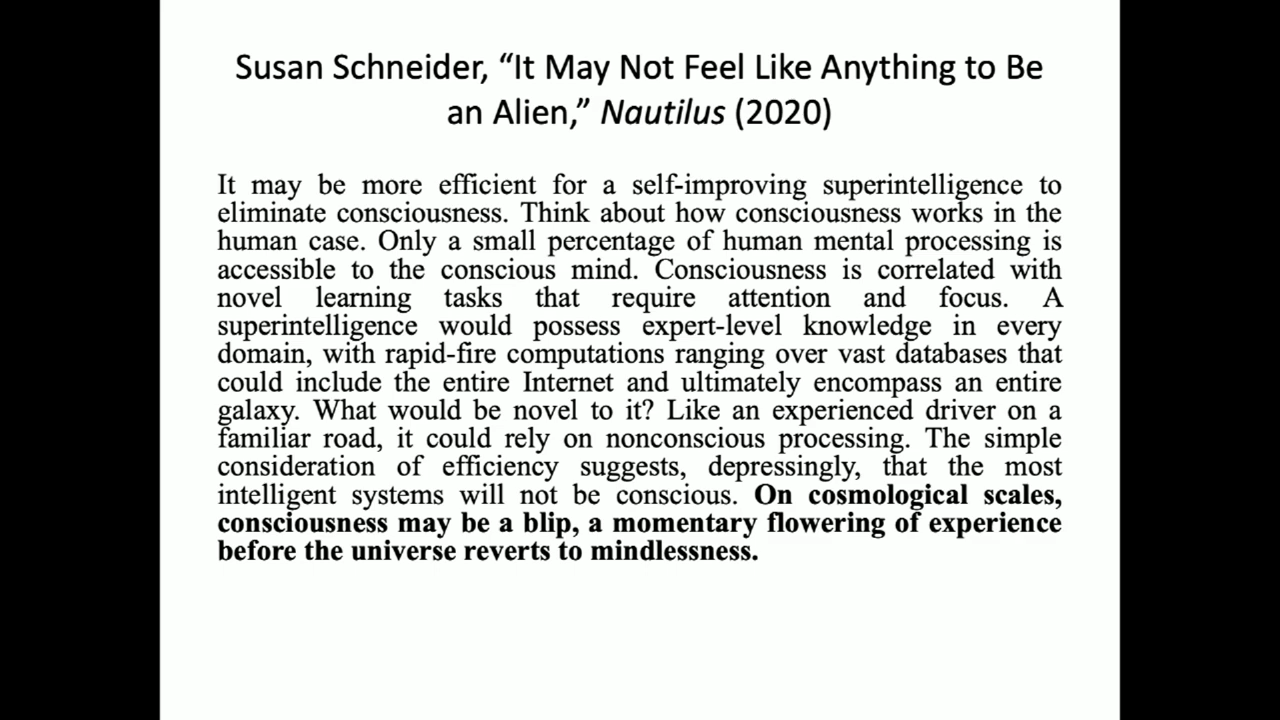 Susan Schneider, “It May Not Feel Like Anything to Be
an Alien,” Nautilus (2020)
It may be more efficient for a self-improving superintelligence to
eliminate consciousness. Think about how consciousness works in the
human case. Only a small percentage of human mental processing is
accessible to the conscious mind. Consciousness is correlated with
novel learning tasks that require attention and focus. A
superintelligence would possess expert-level knowledge in every
domain, with rapid-fire computations ranging over vast databases that
could include the entire Internet and ultimately encompass an entire
galaxy. What would be novel to it? Like an experienced driver on a
familiar road, it could rely on nonconscious processing. The simple
consideration of efficiency suggests, depressingly, that the most
intelligent systems will not be conscious. On cosmological scales,
consciousness may be a blip, a momentary flowering of experience
before the universe reverts to mindlessness.